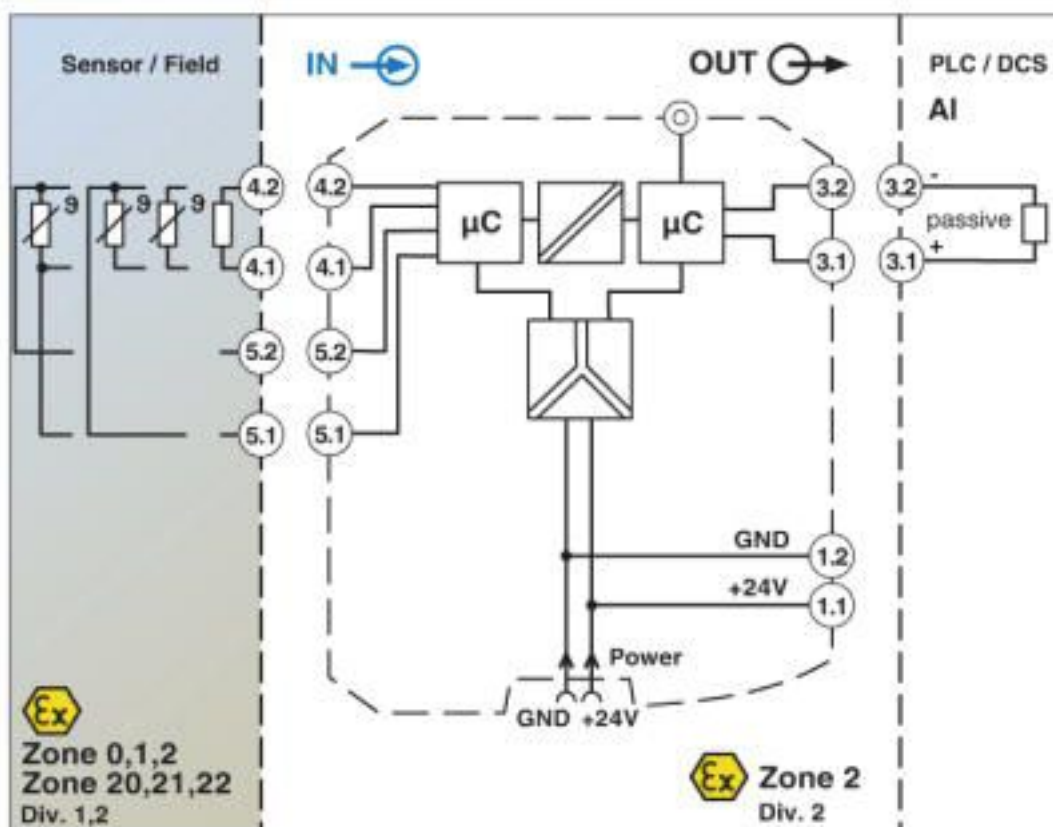 Sensor / Field
IN
OUT
PLC / DCS
AI
4.2
4.2
3.2
3.2
-
ϑ
ϑ
ϑ
μC
μC
passive
4.1
4.1
3.1
3.1
+
5.2
5.2
5.1
5.1
GND
1.2
+24V
1.1
Power
GND +24V
Ex
Zone 0,1,2
Zone 20,21,22
Div. 1,2
Ex
Zone 2
Div. 2